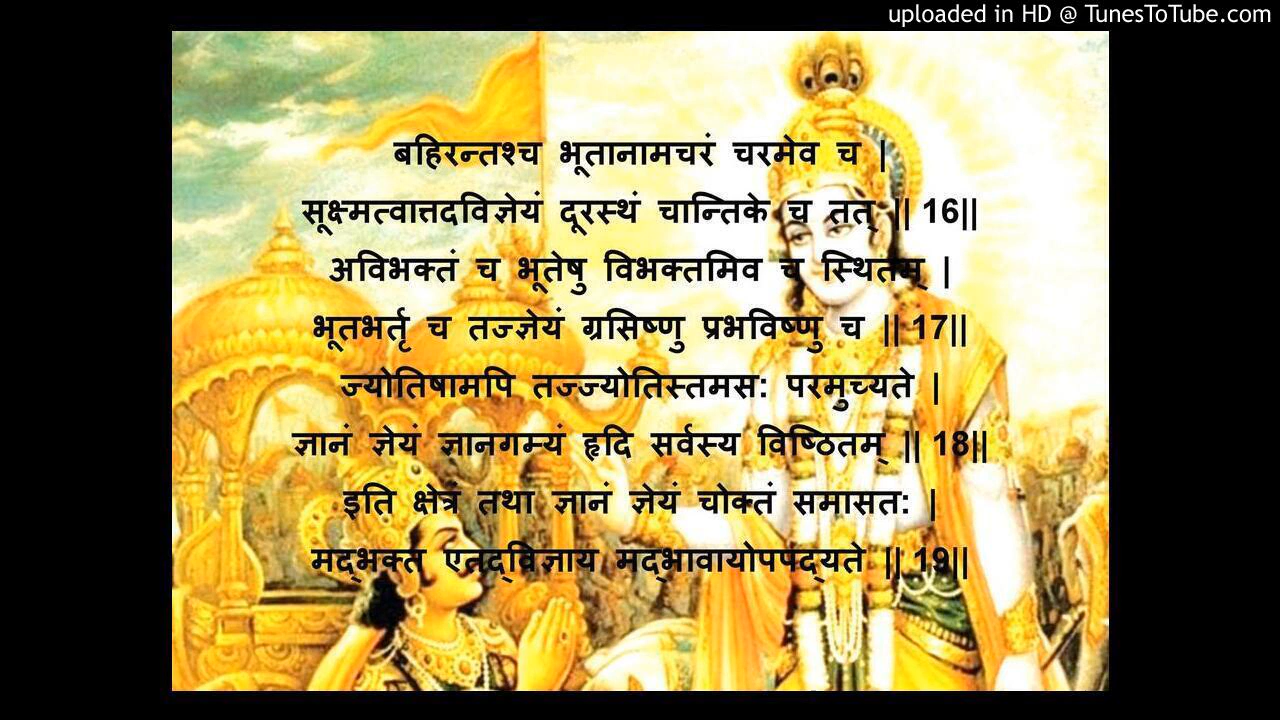 uploaded in HD @ TunesToTube.com
बहिरन्तश्च भूतानामचरं चरमेव च |
सूक्ष्मत्वात्तदविज्ञेयं दूरस्थं चान्तिके च तत् || 16||
अविभक्तं च भूतेषु विभक्तमिव च स्थितम् |
भूतभर्तृ च तज्ज्ञेयं ग्रसिष्णु प्रभविष्णु च || 17||
ज्योतिषामपि तज्ज्योतिस्तमस: परमुच्यते |
ज्ञानं ज्ञेयं ज्ञानगम्यं हृदि सर्वस्य विष्ठितम् || 18||
इति क्षेत्रं तथा ज्ञानं ज्ञेयं चोक्तं समासत: |
मद्भक्त एतद्विज्ञाय मद्भावायोपपद्यते || 19||